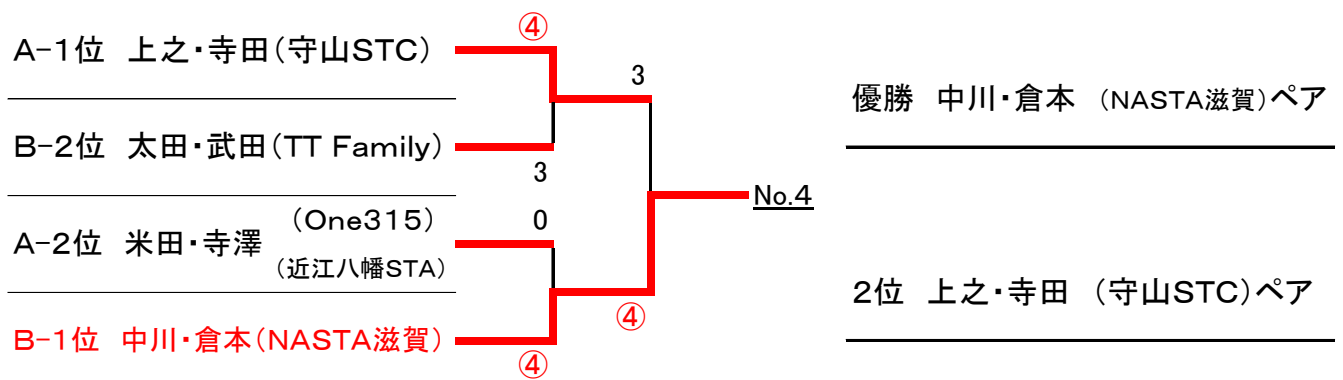 ④
A-1位 上之・寺田(守山STC)
3
優勝 中川・倉本 (NASTA滋賀)ペア
B-2位 太田・武田(TT Family)
3
No.4
A-2位 米田・寺澤 (One315)
(近江八幡STA)
0
2位 上之・寺田 (守山STC)ペア
④
B-1位 中川・倉本(NASTA滋賀)
④